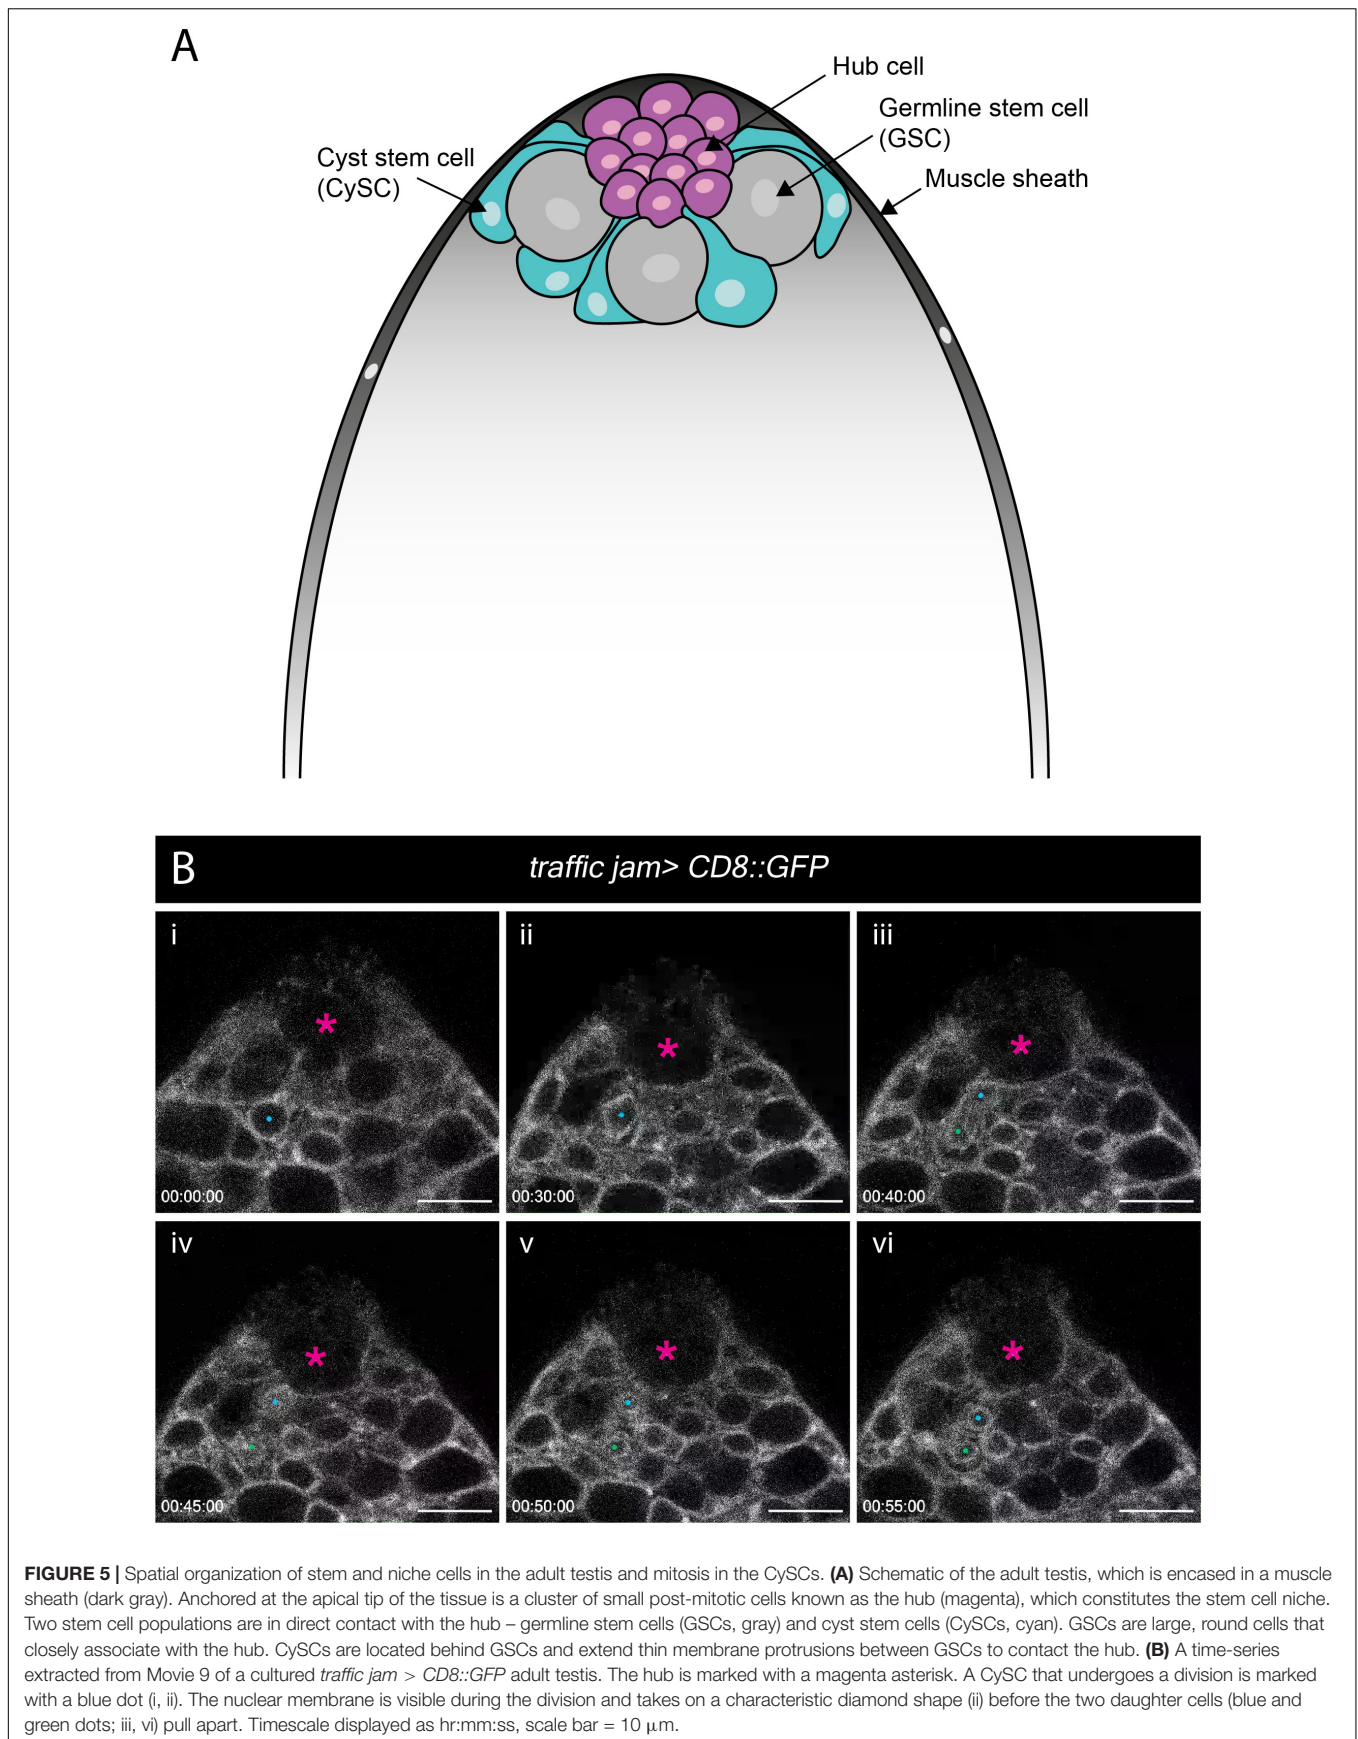 A
Hub cell
Germline stem cell
(GSC)
Cyst stem cell
(CySC)
Muscle sheath
B
traffic jam> CD8::GFP
i
ii
iii
00:00:00
00:30:00
00:40:00
iv
v
vi
00:45:00
00:50:00
00:55:00
FIGURE 5 | Spatial organization of stem and niche cells in the adult testis and mitosis in the CySCs. (A) Schematic of the adult testis, which is encased in a muscle
sheath (dark gray). Anchored at the apical tip of the tissue is a cluster of small post-mitotic cells known as the hub (magenta), which constitutes the stem cell niche.
Two stem cell populations are in direct contact with the hub – germline stem cells (GSCs, gray) and cyst stem cells (CySCs, cyan). GSCs are large, round cells that
closely associate with the hub. CySCs are located behind GSCs and extend thin membrane protrusions between GSCs to contact the hub. (B) A time-series
extracted from Movie 9 of a cultured traffic jam > CD8::GFP adult testis. The hub is marked with a magenta asterisk. A CySC that undergoes a division is marked
with a blue dot (i, ii). The nuclear membrane is visible during the division and takes on a characteristic diamond shape (ii) before the two daughter cells (blue and
green dots; iii, vi) pull apart. Timescale displayed as hr:mm:ss, scale bar = 10 μm.